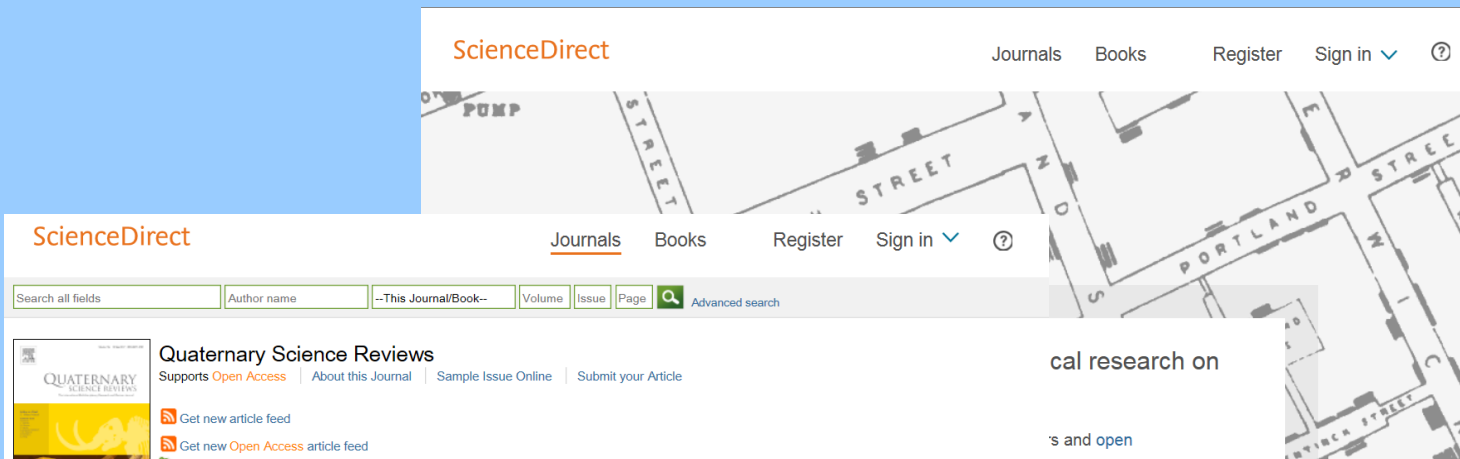 ScienceDirect Journals Books Register Sign in
PUMP
STREET
STREET
STREE
PORTLAND
ScienceDirect Journals Books Register Sign in
Search all fields Author name --This Journal/Book-- Volume Issue Page Advanced search
Quaternary Science Reviews
Supports Open Access About this Journal Sample Issue Online Submit your Article
QUATERNARY
SCIENCE REVIEWS
Get new article feed
Get new Open Access article feed
cal research on
rs and open
STREET